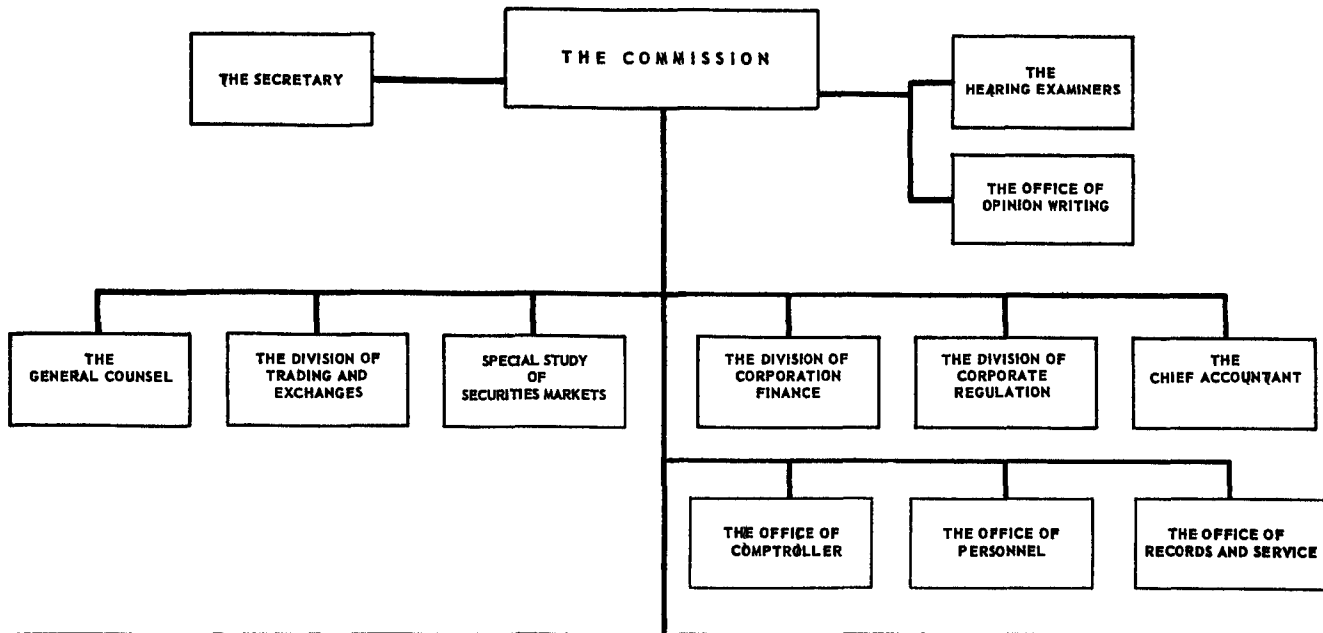 THE SECRETARY
THE COMMISSION
THE
HEARING EXAMINERS
THE OFFICE OF
OPINION WRITING
THE
GENERAL COUNSEL
THE DIVISION OF
TRADING AND
EXCHANGES
SPECIAL STUDY
OF
SECURITIES MARKETS
THE DIVISION OF
CORPORATION
FINANCE
THE DIVISION OF
CORPORATE
REGULATION
THE
CHIEF ACCOUNTANT
THE OFFICE OF
COMPTROLLER
THE OFFICE OF
PERSONNEL
THE OFFICE OF
RECORDS AND SERVICE